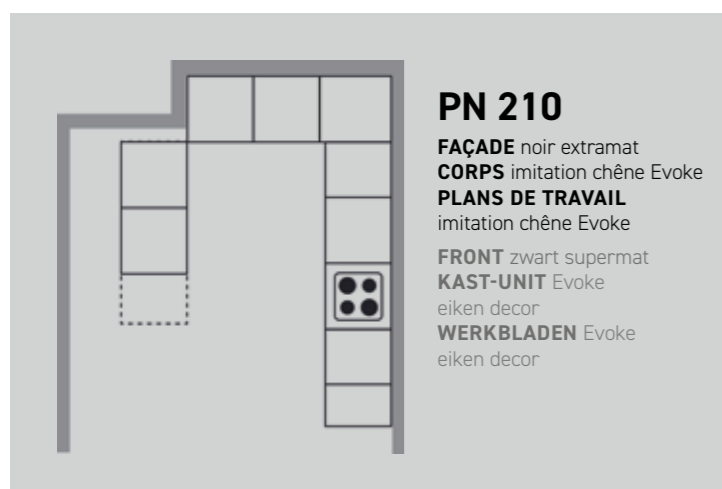 PN 210
FAÇADE noir extramat
CORPS imitation chêne Evoke
PLANS DE TRAVAIL
imitation chêne Evoke
FRONT zwart supermat
KAST-UNIT Evoke
eiken decor
WERKBLADEN Evoke
eiken decor